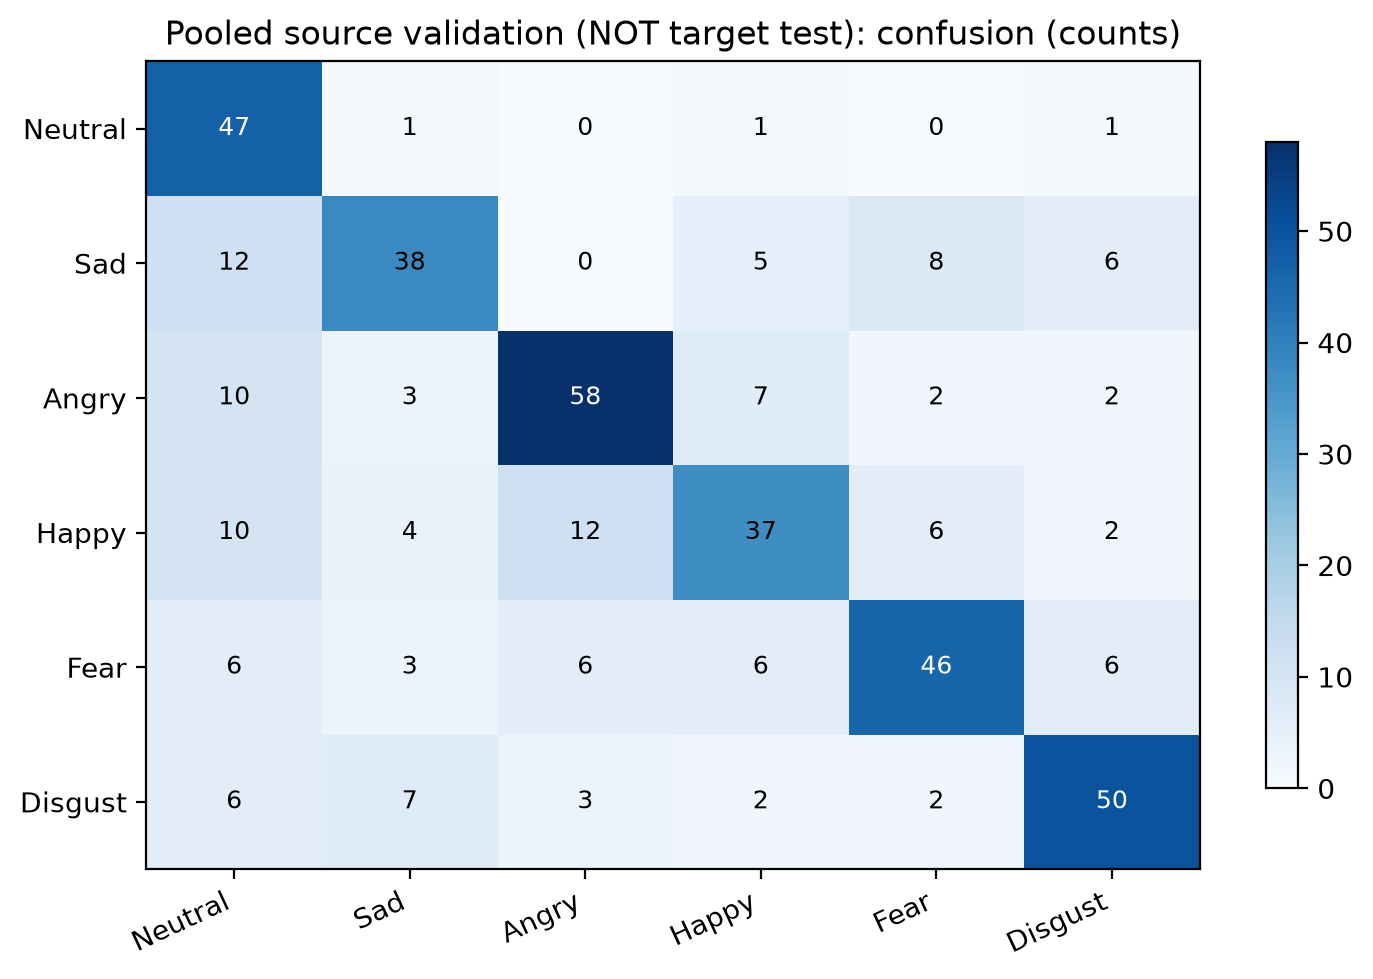 Pooled source validation (NOT target test): confusion (counts)
Neutral 47 1 0 1 0 1
Sad 12 38 0 5 8 6
Angry 10 3 58 7 2 2
Happy 10 4 12 37 6 2
Fear 6 3 6 6 46 6
Disgust 6 7 3 2 2 50
Neutral Sad Angry Happy Fear Disgust
50
40
30
20
10
0